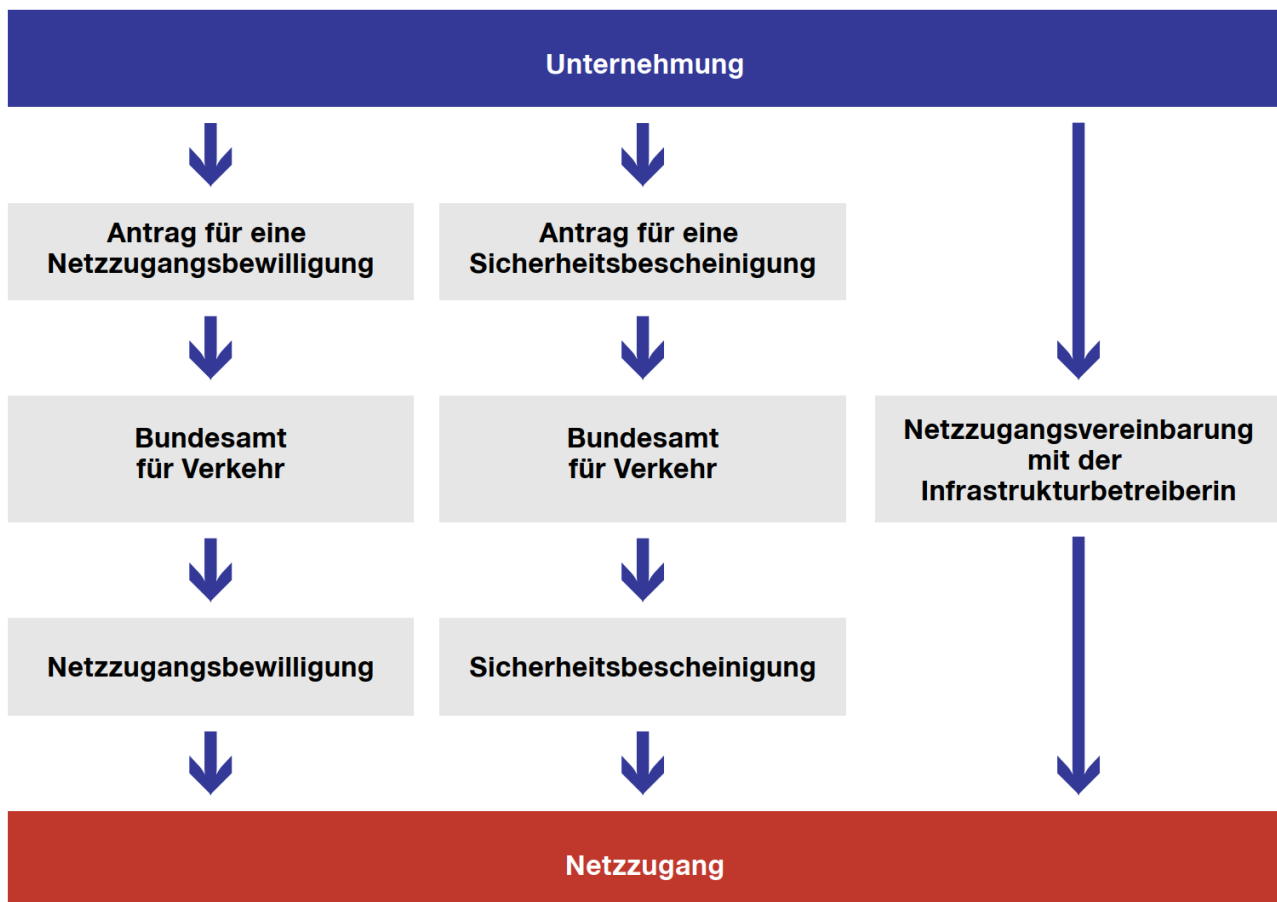 Unternehmung
Antrag für eine
Netzzugangsbewilligung
Antrag für eine
Sicherheitsbescheinigung
Bundesamt
für Verkehr
Bundesamt
für Verkehr
Netzzugangsvereinbarung
mit der
Infrastrukturbetreiberin
Netzzugangsbewilligung
Sicherheitsbescheinigung
Netzzugang